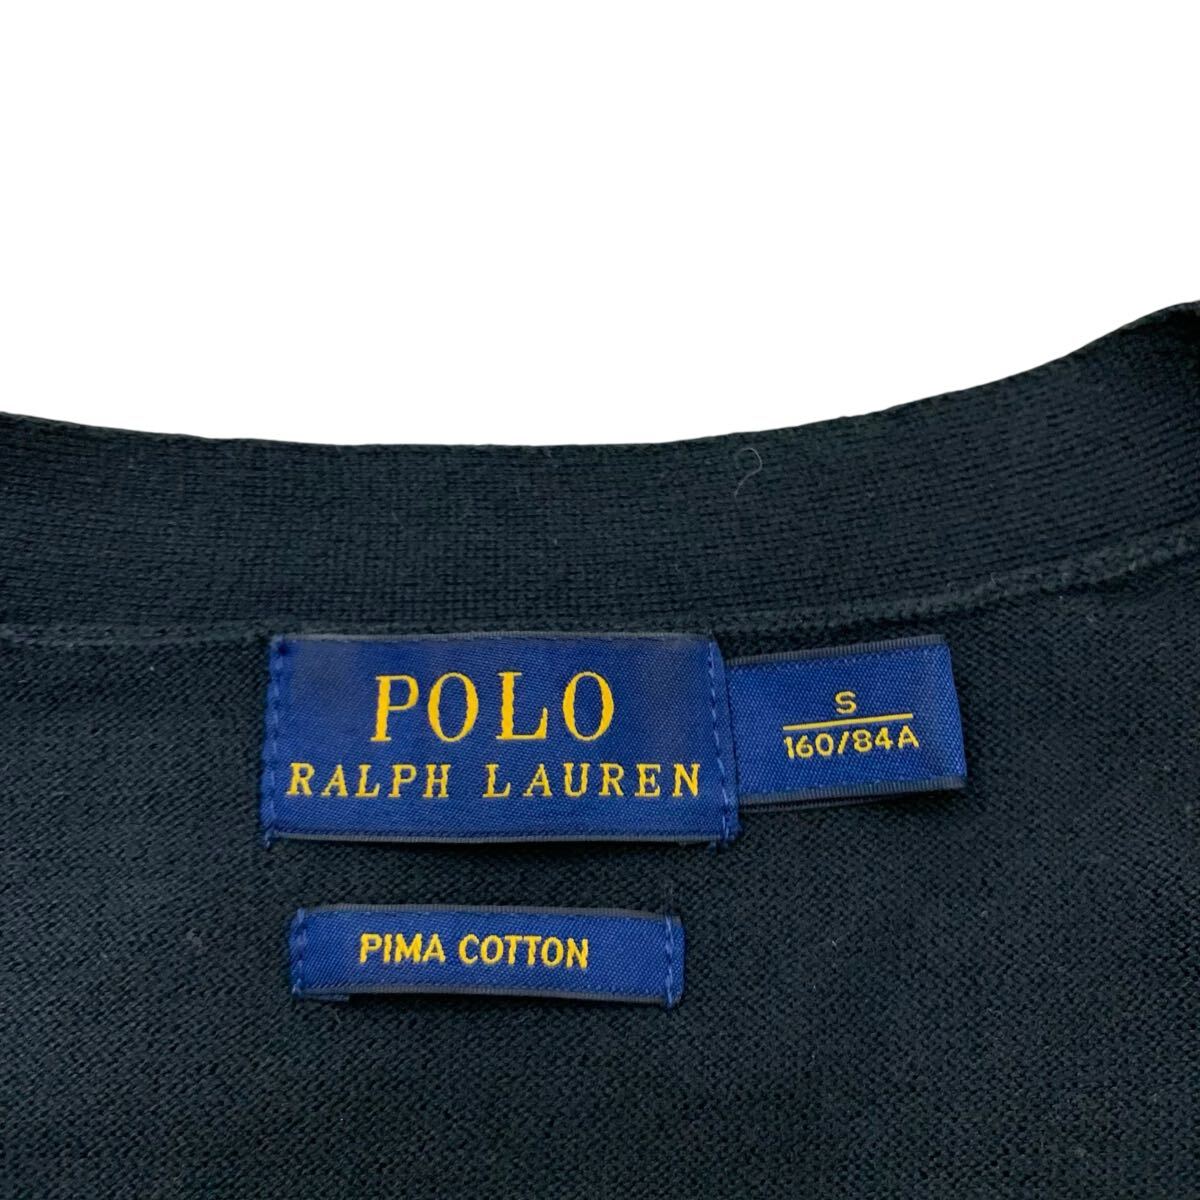 POLO
RALPH LAUREN
S
160/84A
PIMA COTTON